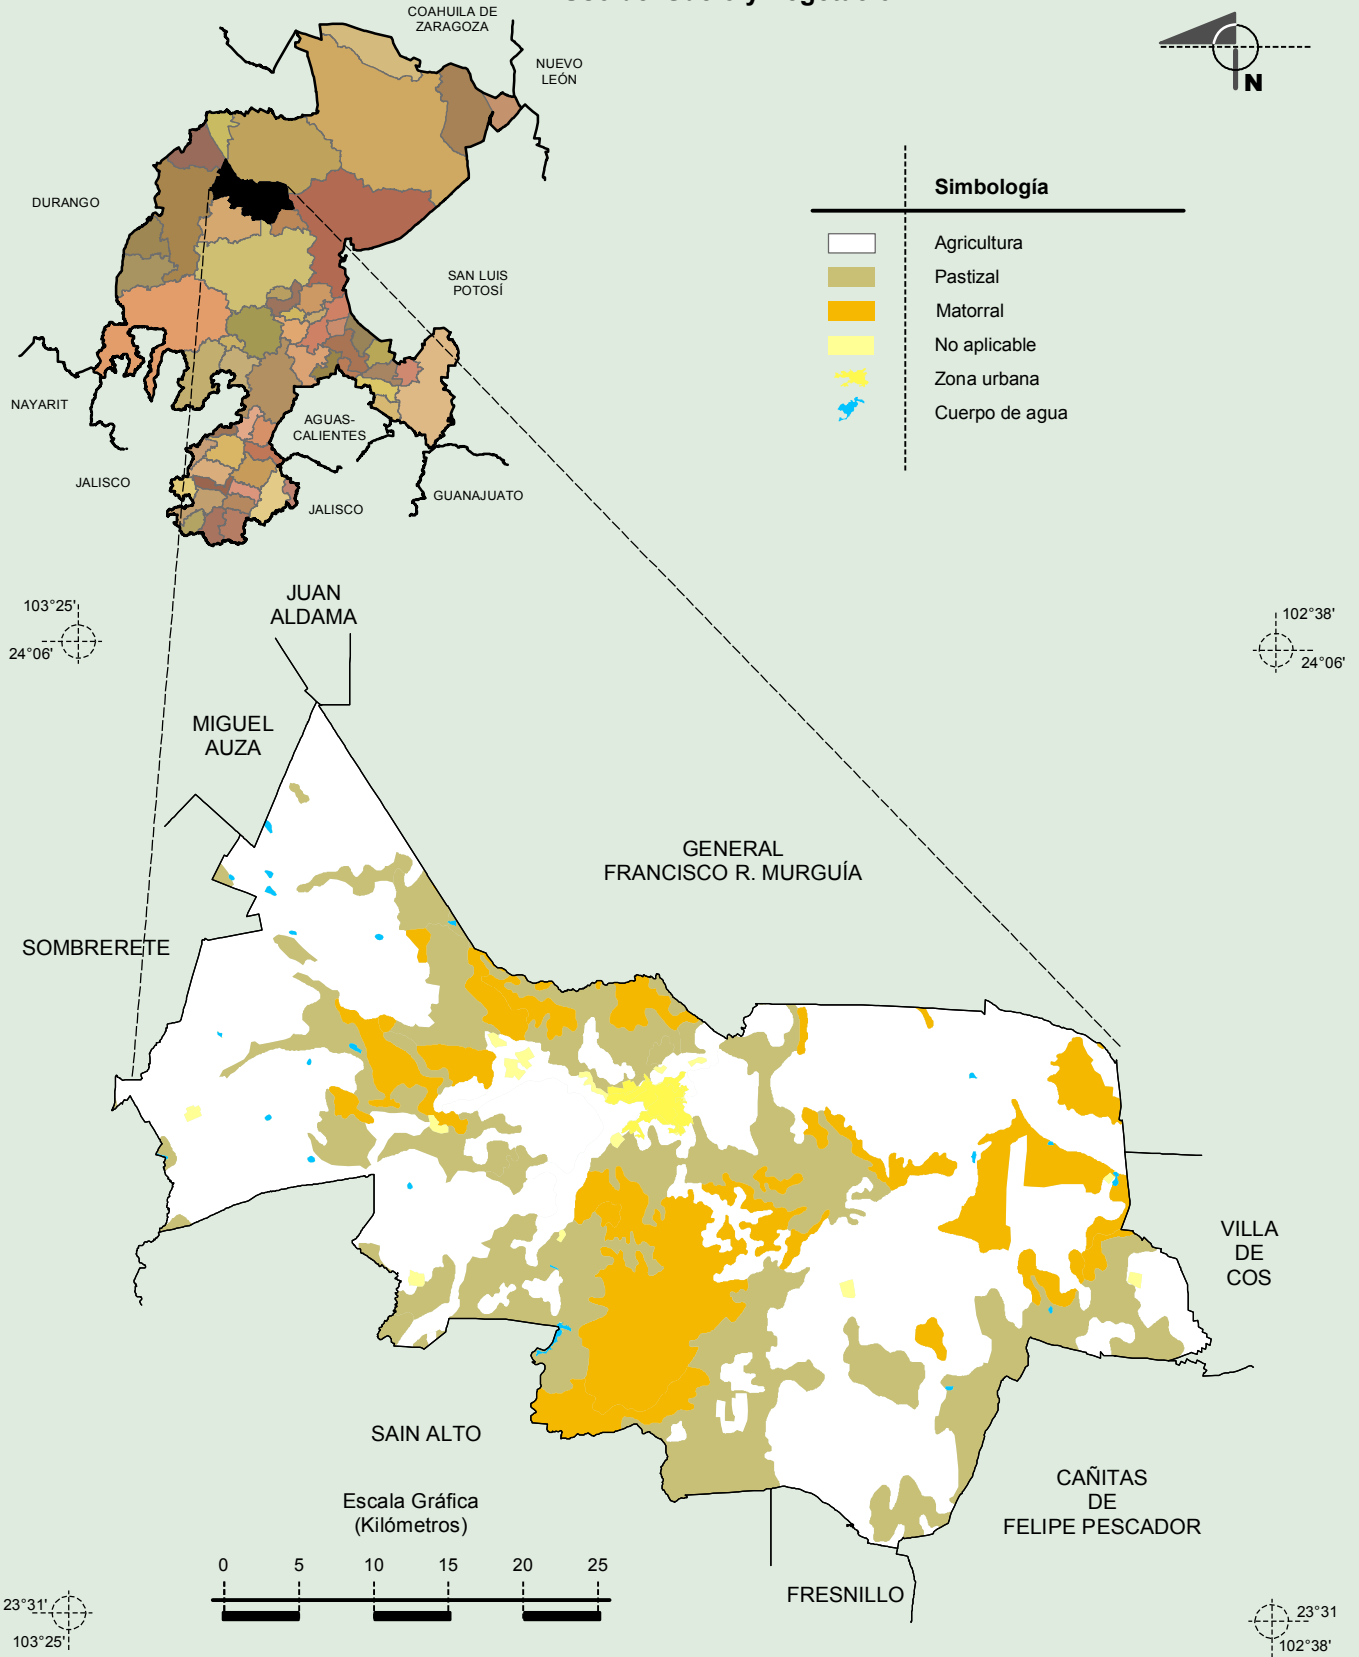 COAHUILA DE
ZARAGOZA
NUEVO
LEÓN
N
DURANGO
SAN LUIS
POTOSÍ
NAYARIT
AGUAS-
CALIENTES
JALISCO
JALISCO
GUANAJUATO
Simbología
Agricultura
Pastizal
Matorral
No aplicable
Zona urbana
Cuerpo de agua
103°25'
24°06'
102°38'
24°06'
JUAN
ALDAMA
MIGUEL
AUZA
GENERAL
FRANCISCO R. MURGUÍA
SOMBRERETE
VILLA
DE
COS
SAIN ALTO
CAÑITAS
DE
FELIPE PESCADOR
FRESNILLO
Escala Gráfica
(Kilómetros)
0 5 10 15 20 25
23°31'
103°25'
23°31
102°38'